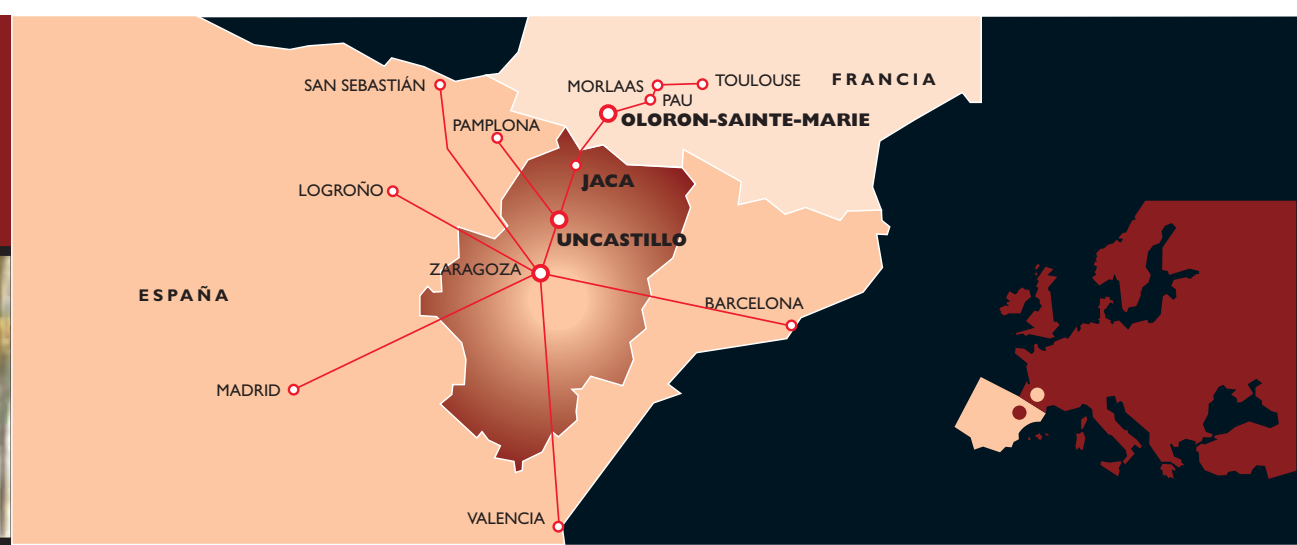 SAN SEBASTIÁN
MORLAAS
TOULOUSE
FRANCIA
PAU
OLORON-SAINTE-MARIE
PAMPLONA
JACA
LOGROÑO
UNCASTILLO
ZARAGOZA
ESPAÑA
BARCELONA
MADRID
VALENCIA